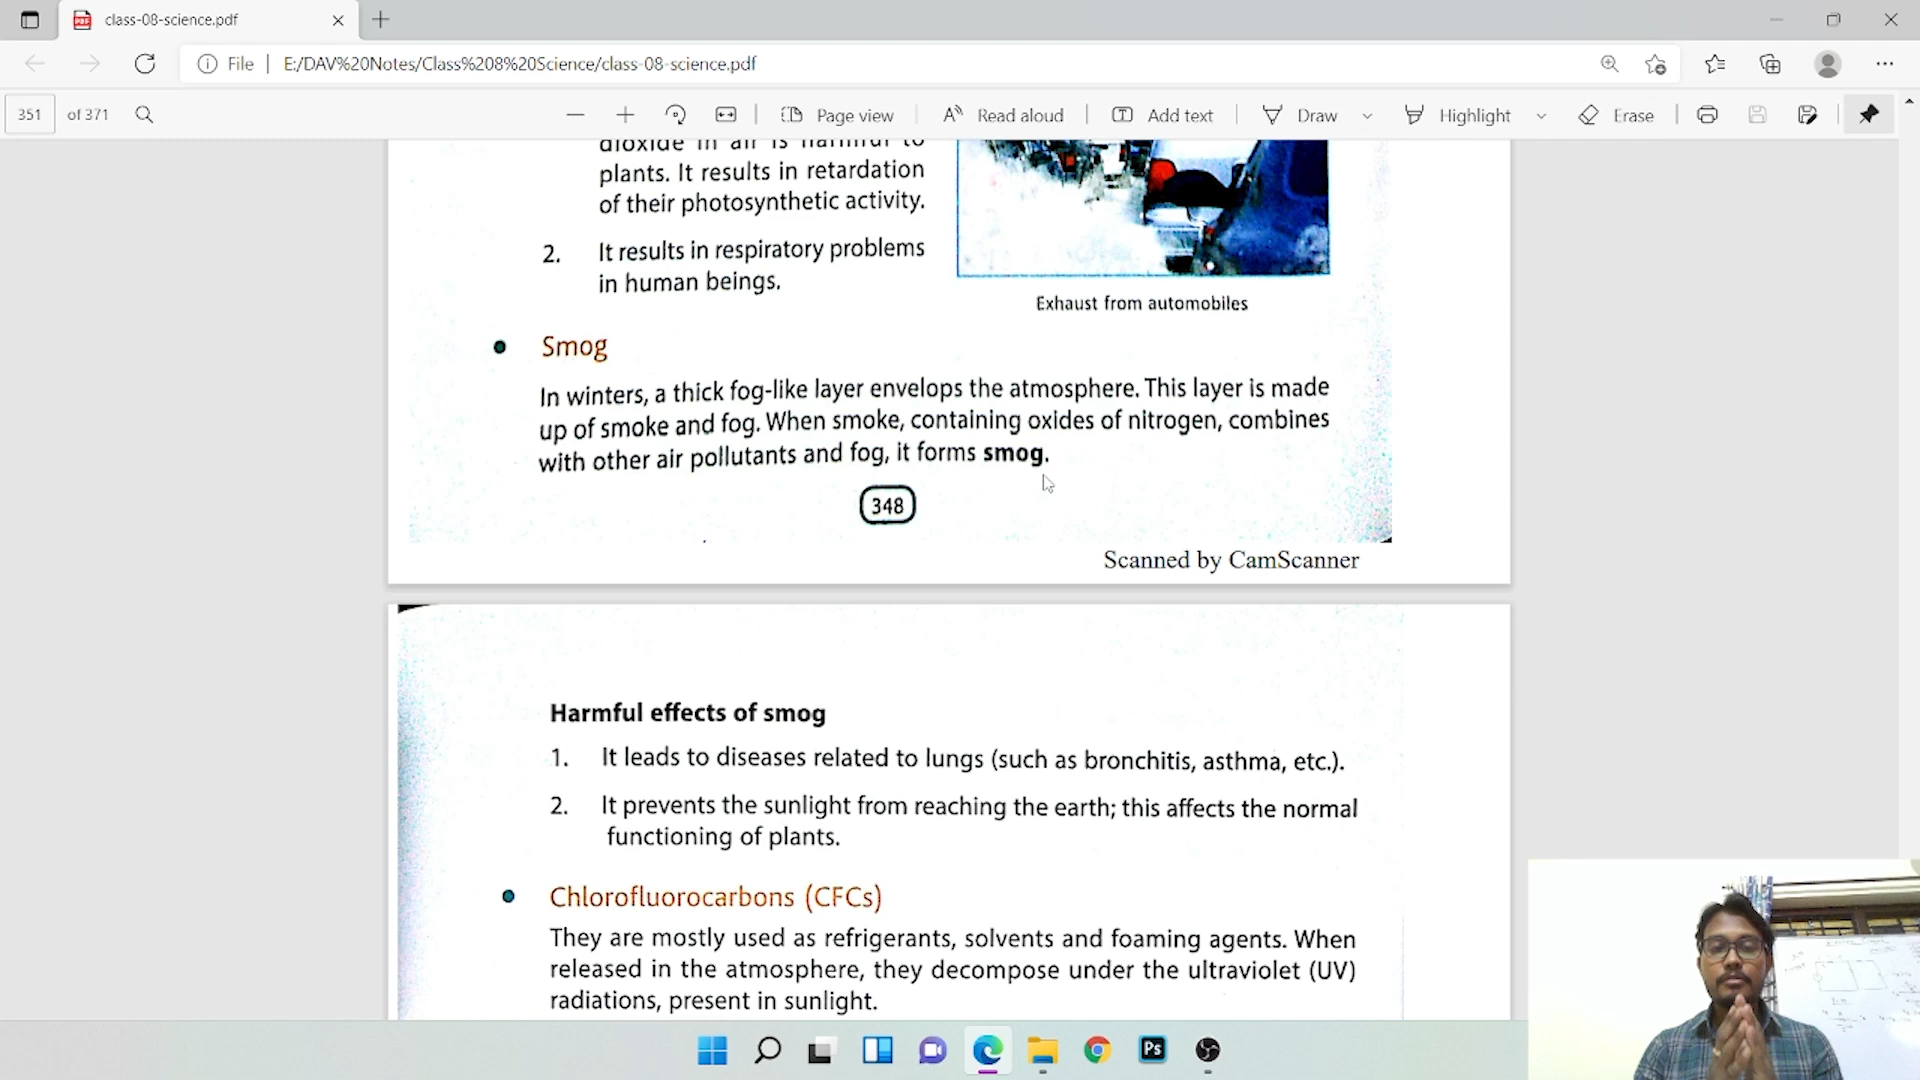 class-08-science.pdf
File | E:/DAV%20Notes/Class%208%20Science/class-08-science.pdf
351 of 371
Page view
Read aloud
Add text
Draw
Highlight
Erase
dioxide in air is harmful to
plants. It results in retardation
of their photosynthetic activity.
2. It results in respiratory problems
in human beings.
Exhaust from automobiles
• Smog
In winters, a thick fog-like layer envelops the atmosphere. This layer is made
up of smoke and fog. When smoke, containing oxides of nitrogen, combines
with other air pollutants and fog, it forms smog.
348
Scanned by CamScanner
Harmful effects of smog
1. It leads to diseases related to lungs (such as bronchitis, asthma, etc.).
2. It prevents the sunlight from reaching the earth; this affects the normal
functioning of plants.
• Chlorofluorocarbons (CFCs)
They are mostly used as refrigerants, solvents and foaming agents. When
released in the atmosphere, they decompose under the ultraviolet (UV)
radiations, present in sunlight.
Ps